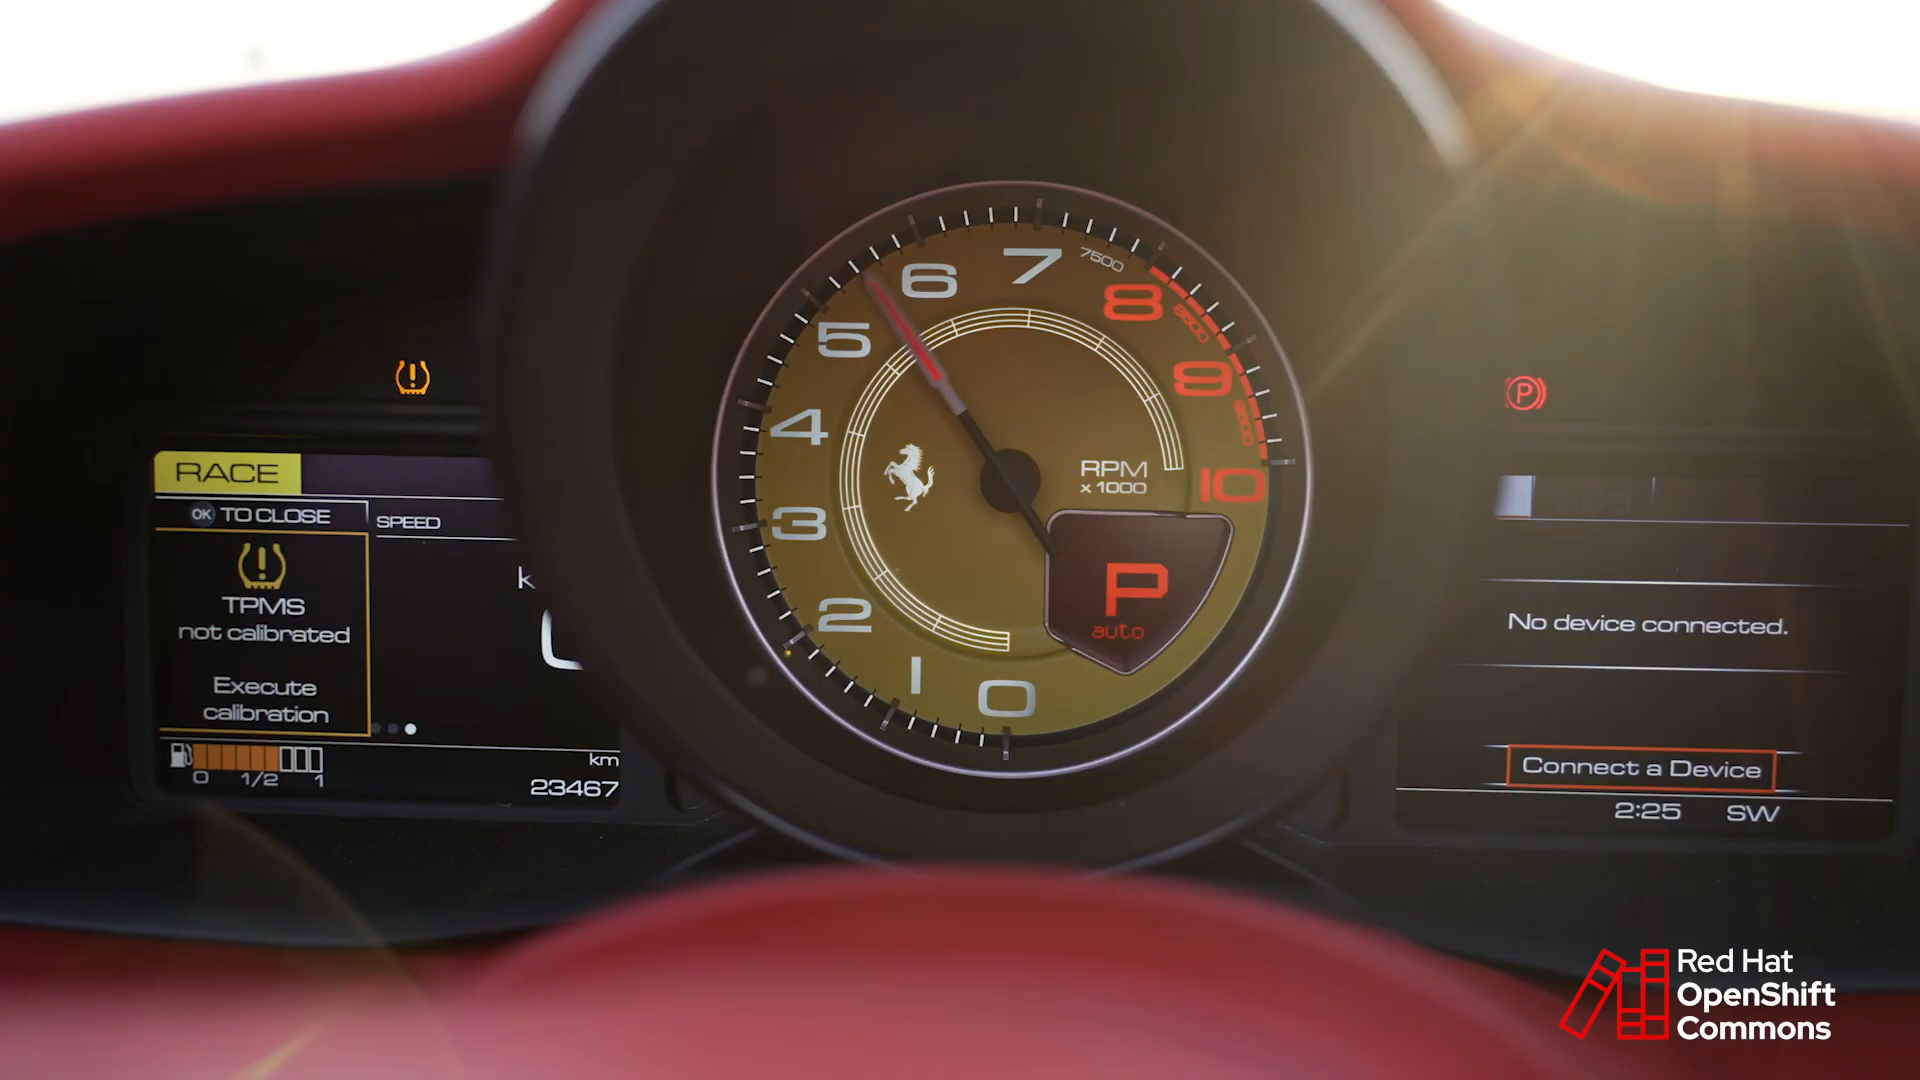 RACE
OK TO CLOSE
SPEED
TPMS
not calibrated
Execute
calibration
0 1/2 1
km
23467
0
1
2
3
4
5
6
7
7500
8
8500
9
10
RPM
x 1000
P
auto
P
No device connected.
Connect a Device
2:25 SW
Red Hat
OpenShift
Commons